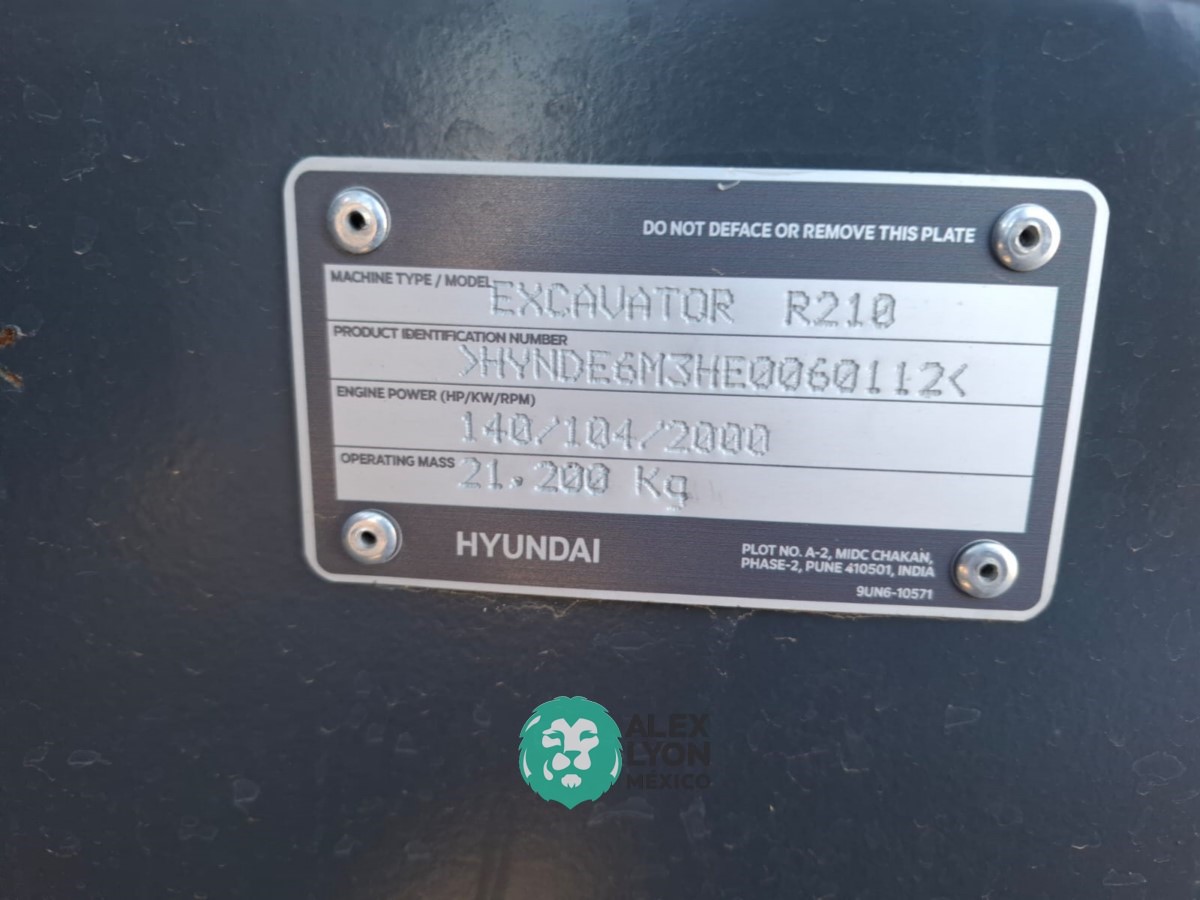 DO NOT DEFACE OR REMOVE THIS PLATE
MACHINE TYPE / MODEL EXCAVATOR R210
PRODUCT IDENTIFICATION NUMBER
>HYNDE6M3HE0060112<
ENGINE POWER (HP/KW/RPM)
140/104/2000
OPERATING MASS 21.200 Kg
HYUNDAI
PLOT NO. A-2, MIDC CHAKAN,
PHASE-2, PUNE 410501, INDIA
9UN6-10571
ALEX
LYON
MÉXICO